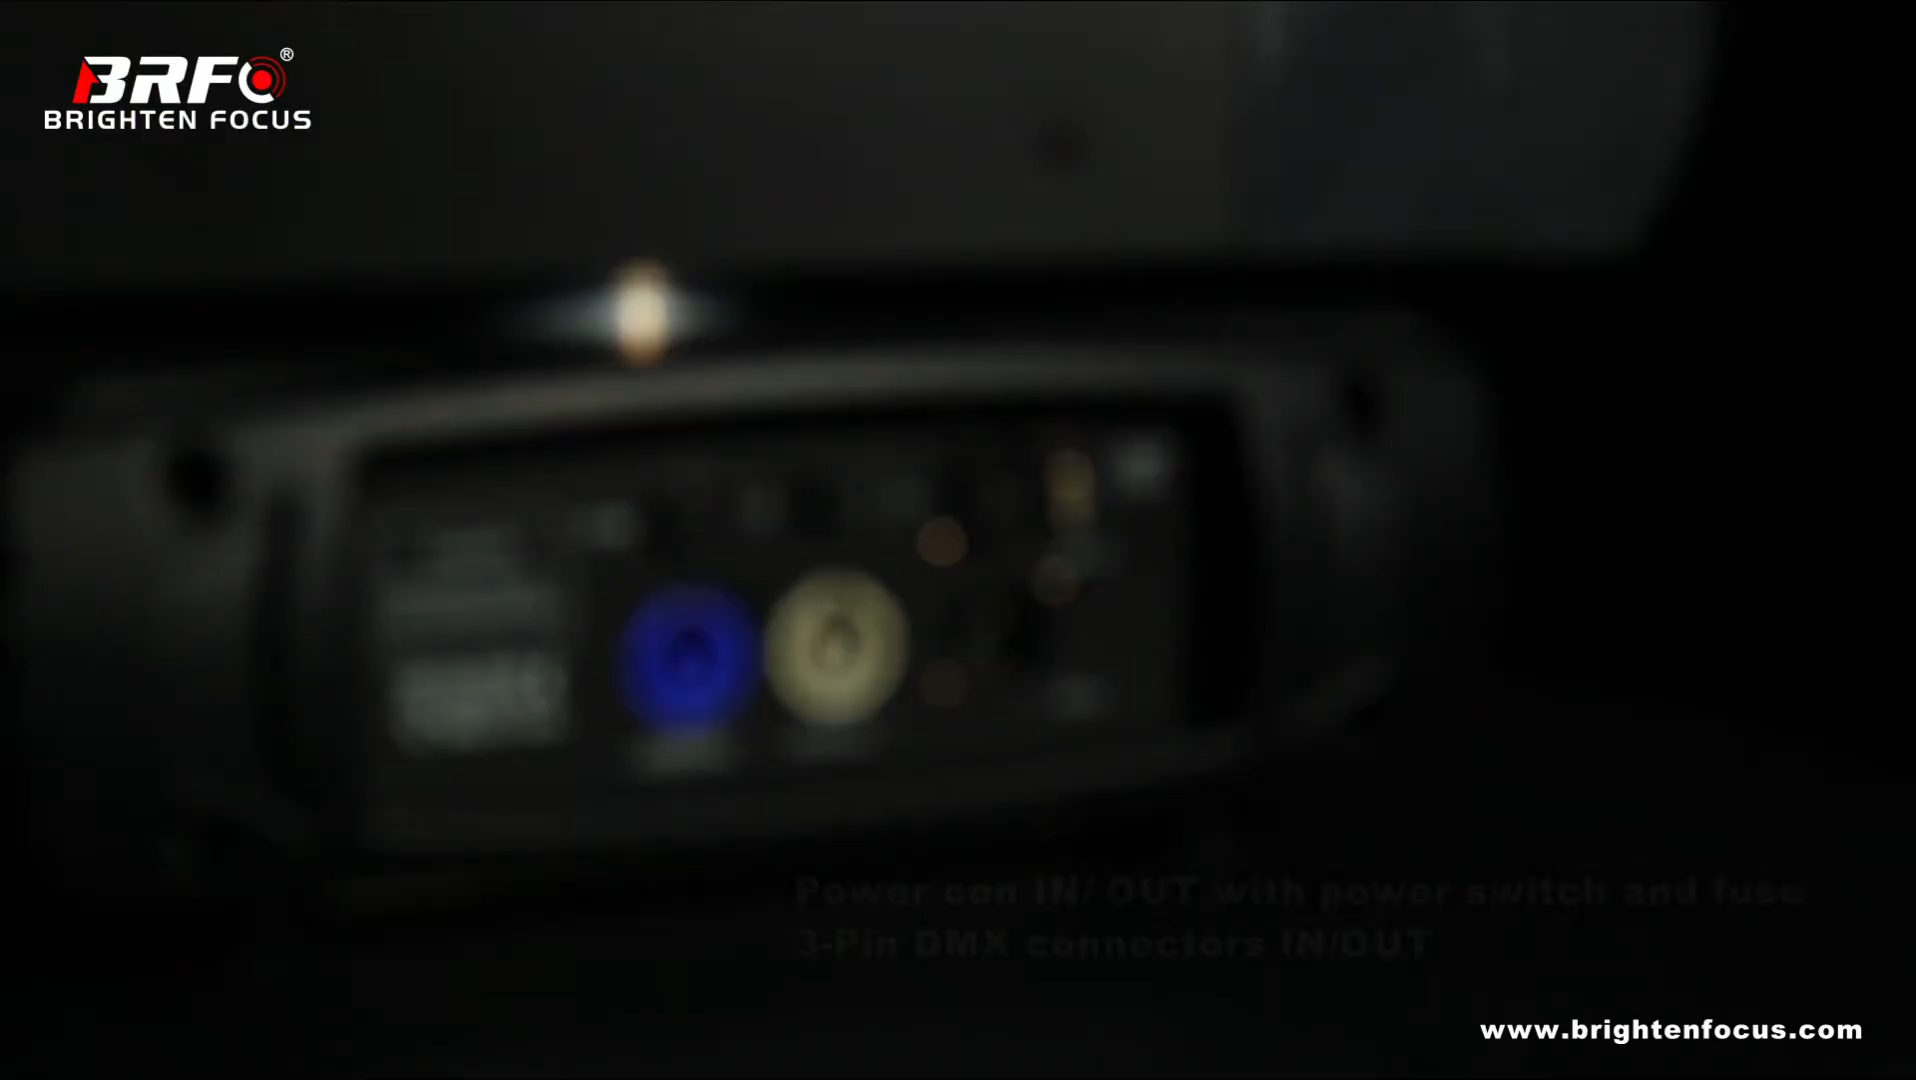 BRFO®
BRIGHTEN FOCUS
Power con IN/ OUT with power switch and fuse
3-Pin DMX connectors IN/OUT
www.brightenfocus.com